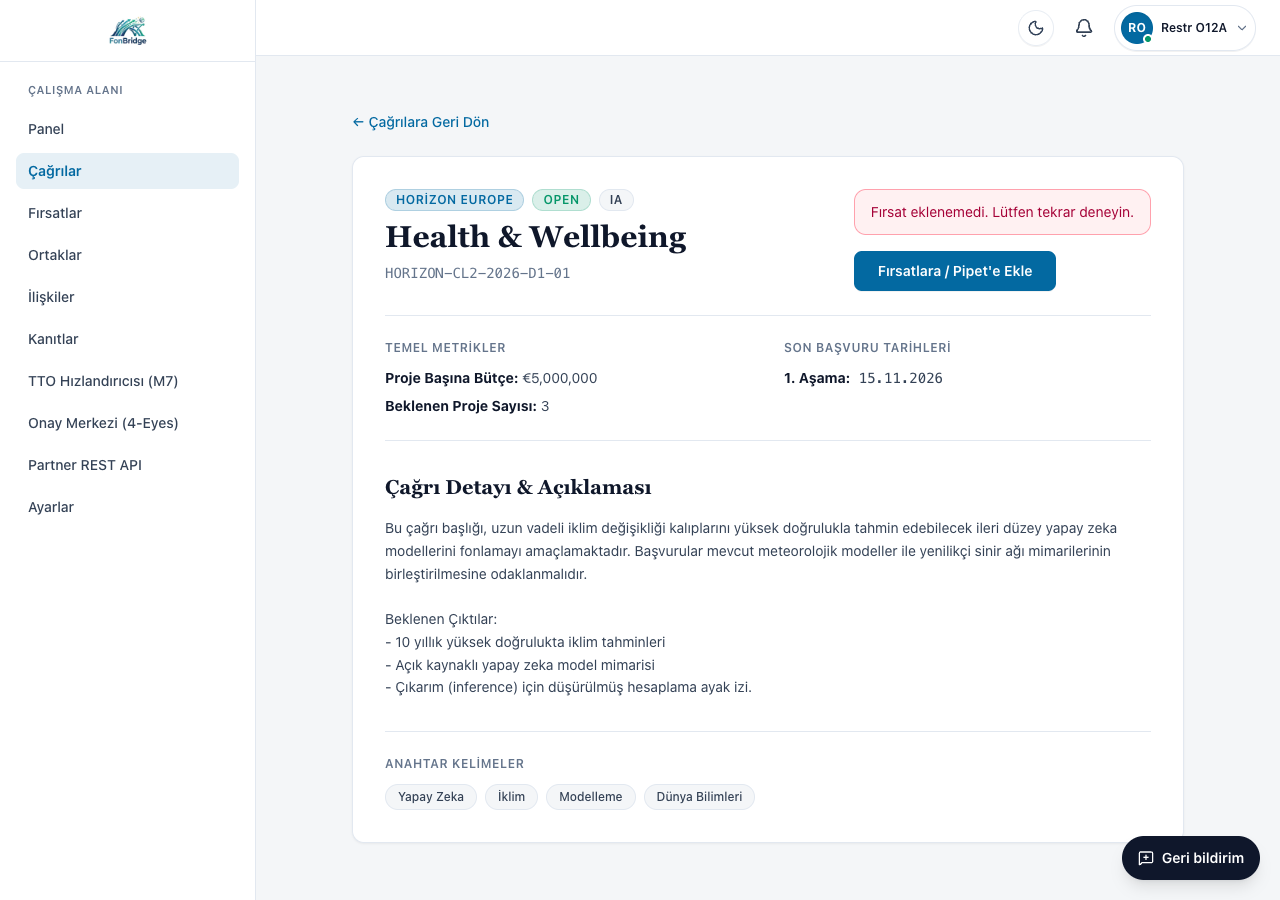 FonBridge
RO
Restr O12A
ÇALIŞMA ALANI
Panel
Çağrılar
Fırsatlar
Ortaklar
İlişkiler
Kanıtlar
TTO Hızlandırıcısı (M7)
Onay Merkezi (4-Eyes)
Partner REST API
Ayarlar
← Çağrılara Geri Dön
HORİZON EUROPE
OPEN
IA
Health & Wellbeing
HORIZON-CL2-2026-D1-01
Fırsat eklenemedi. Lütfen tekrar deneyin.
Fırsatlara / Pipet'e Ekle
TEMEL METRİKLER
Proje Başına Bütçe: €5,000,000
Beklenen Proje Sayısı: 3
SON BAŞVURU TARİHLERİ
1. Aşama: 15.11.2026
Çağrı Detayı & Açıklaması
Bu çağrı başlığı, uzun vadeli iklim değişikliği kalıplarını yüksek doğrulukla tahmin edebilecek ileri düzey yapay zeka
modellerini fonlamayı amaçlamaktadır. Başvurular mevcut meteorolojik modeller ile yenilikçi sinir ağı mimarilerinin
birleştirilmesine odaklanmalıdır.
Beklenen Çıktılar:
- 10 yıllık yüksek doğrulukta iklim tahminleri
- Açık kaynaklı yapay zeka model mimarisi
- Çıkarım (inference) için düşürülmüş hesaplama ayak izi.
ANAHTAR KELİMELER
Yapay Zeka
İklim
Modelleme
Dünya Bilimleri
Geri bildirim